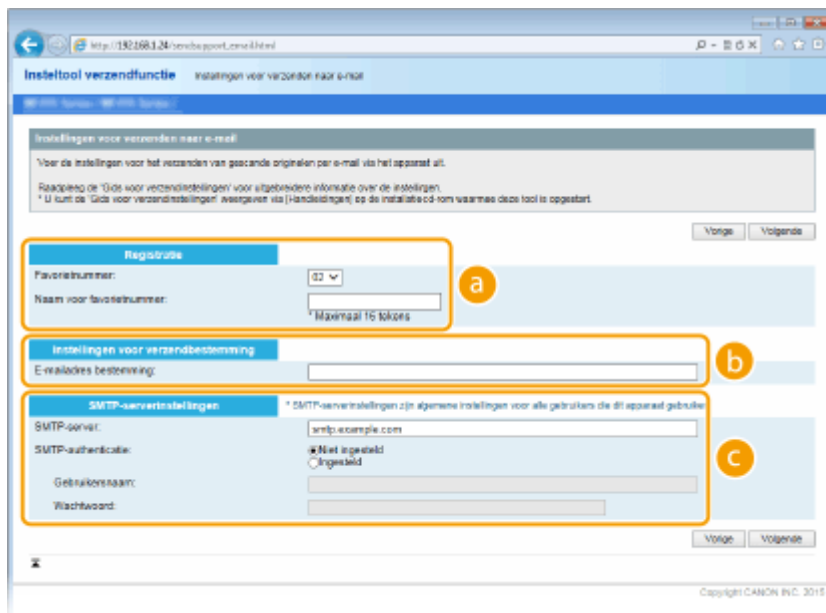 http://192.168.1.24/sendsupport_email.html
Insteltool verzendfunctie Instellingen voor verzenden naar e-mail
Instellingen voor verzenden naar e-mail
Voer de instellingen voor het verzenden van gescande originelen per e-mail via het apparaat uit.
Raadpleeg de 'Gids voor verzendinstellingen' voor uitgebreidere informatie over de instellingen.
* U kunt de 'Gids voor verzendinstellingen' weergeven via [Handleidingen] op de installatie-cd-rom waarmee deze tool is opgestart.
Vorige Volgende
Registratie
Favorietnummer: 02
Naam voor favorietnummer:
* Maximaal 16 tekens
a
Instellingen voor verzendbestemming
E-mailadres bestemming:
b
SMTP-serverinstellingen * SMTP-serverinstellingen zijn algemene instellingen voor alle gebruikers die dit apparaat gebruike
SMTP-server: smtp.example.com
SMTP-authenticatie: Niet ingesteld
Ingesteld
c
Gebruikersnaam:
Wachtwoord:
Vorige Volgende
Copyright CANON INC. 2015